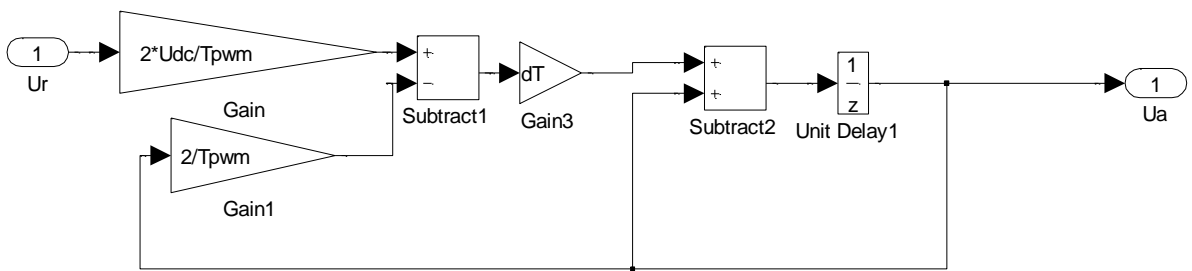 1
Ur
2*Udc/Tpwm
Gain
2/Tpwm
Gain1
+
−
Subtract1
dT
Gain3
+
+
Subtract2
1
z
Unit Delay1
1
Ua